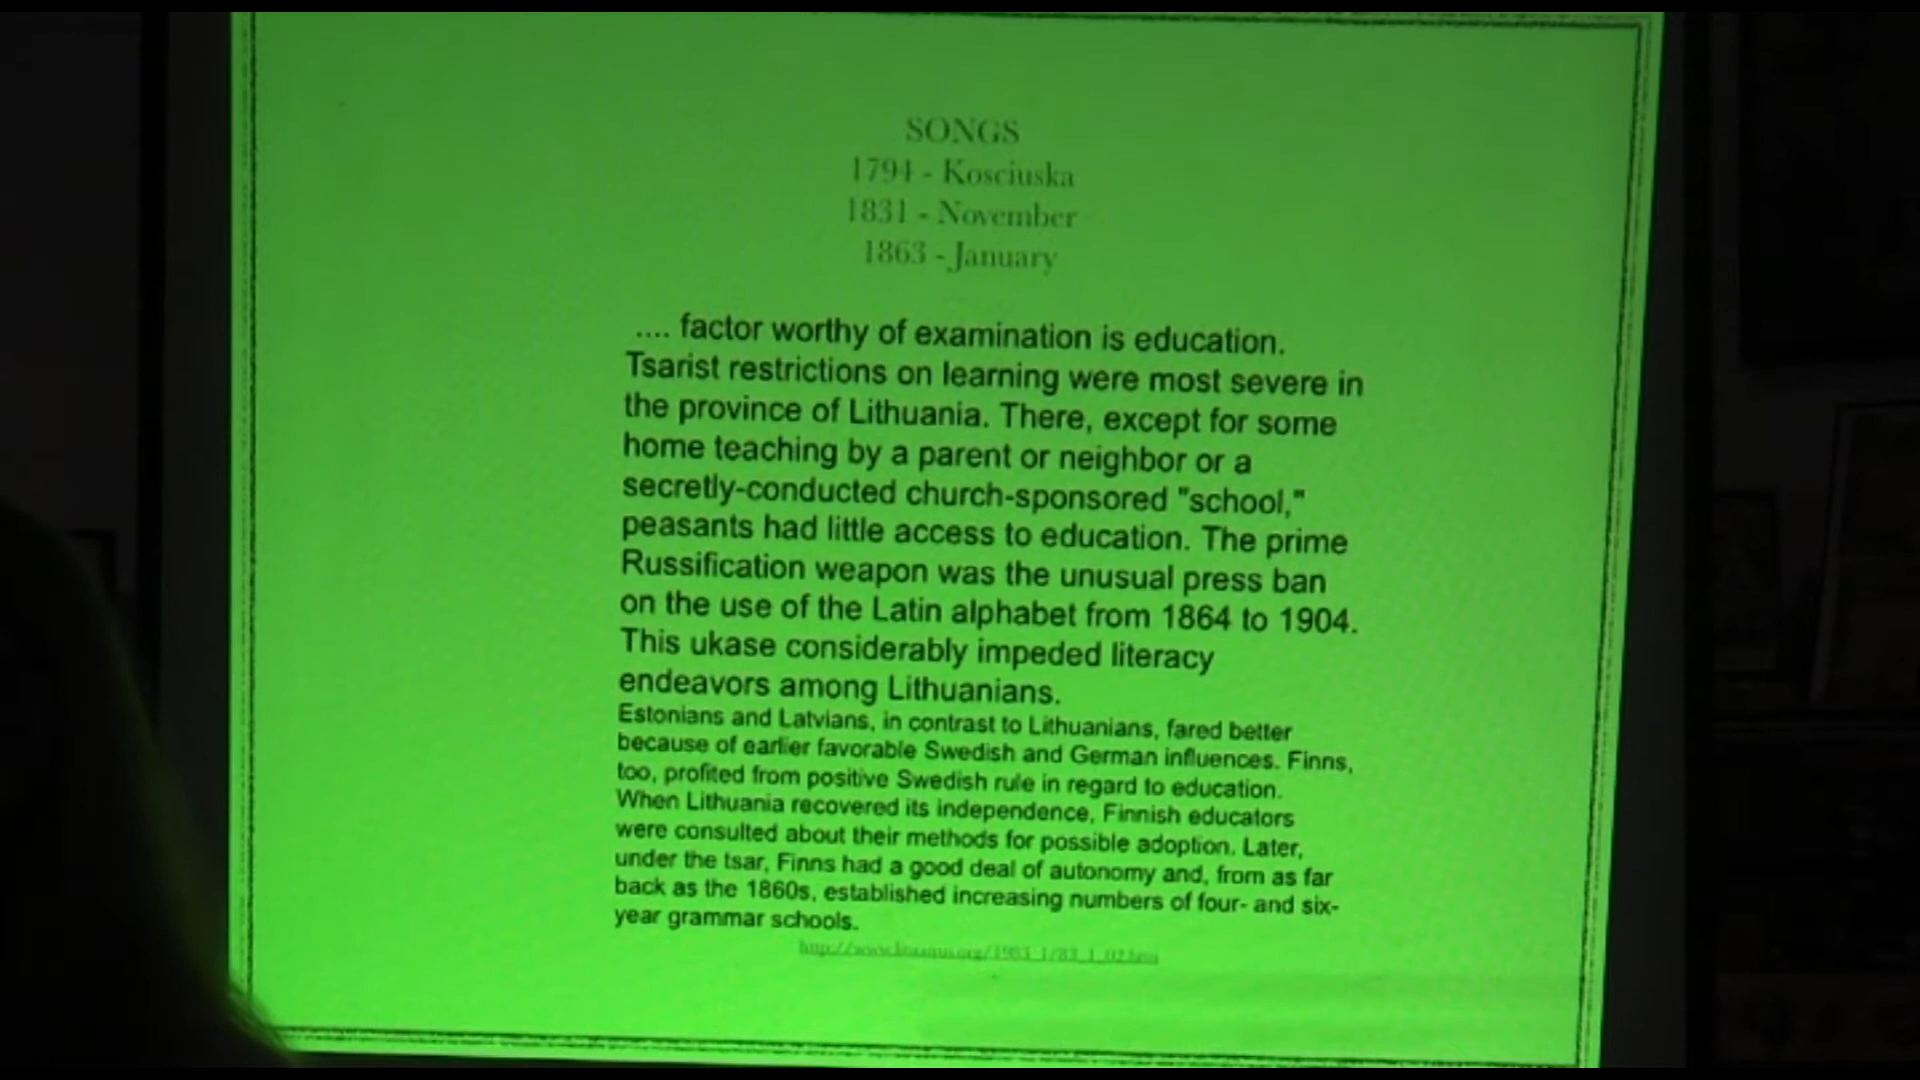 SONGS
1794 - Kosciuska
1831 - November
1863 - January
.... factor worthy of examination is education.
Tsarist restrictions on learning were most severe in
the province of Lithuania. There, except for some
home teaching by a parent or neighbor or a
secretly-conducted church-sponsored "school,"
peasants had little access to education. The prime
Russification weapon was the unusual press ban
on the use of the Latin alphabet from 1864 to 1904.
This ukase considerably impeded literacy
endeavors among Lithuanians.
Estonians and Latvians, in contrast to Lithuanians, fared better
because of earlier favorable Swedish and German influences. Finns,
too, profited from positive Swedish rule in regard to education.
When Lithuania recovered its independence, Finnish educators
were consulted about their methods for possible adoption. Later,
under the tsar, Finns had a good deal of autonomy and, from as far
back as the 1860s, established increasing numbers of four- and six-
year grammar schools.